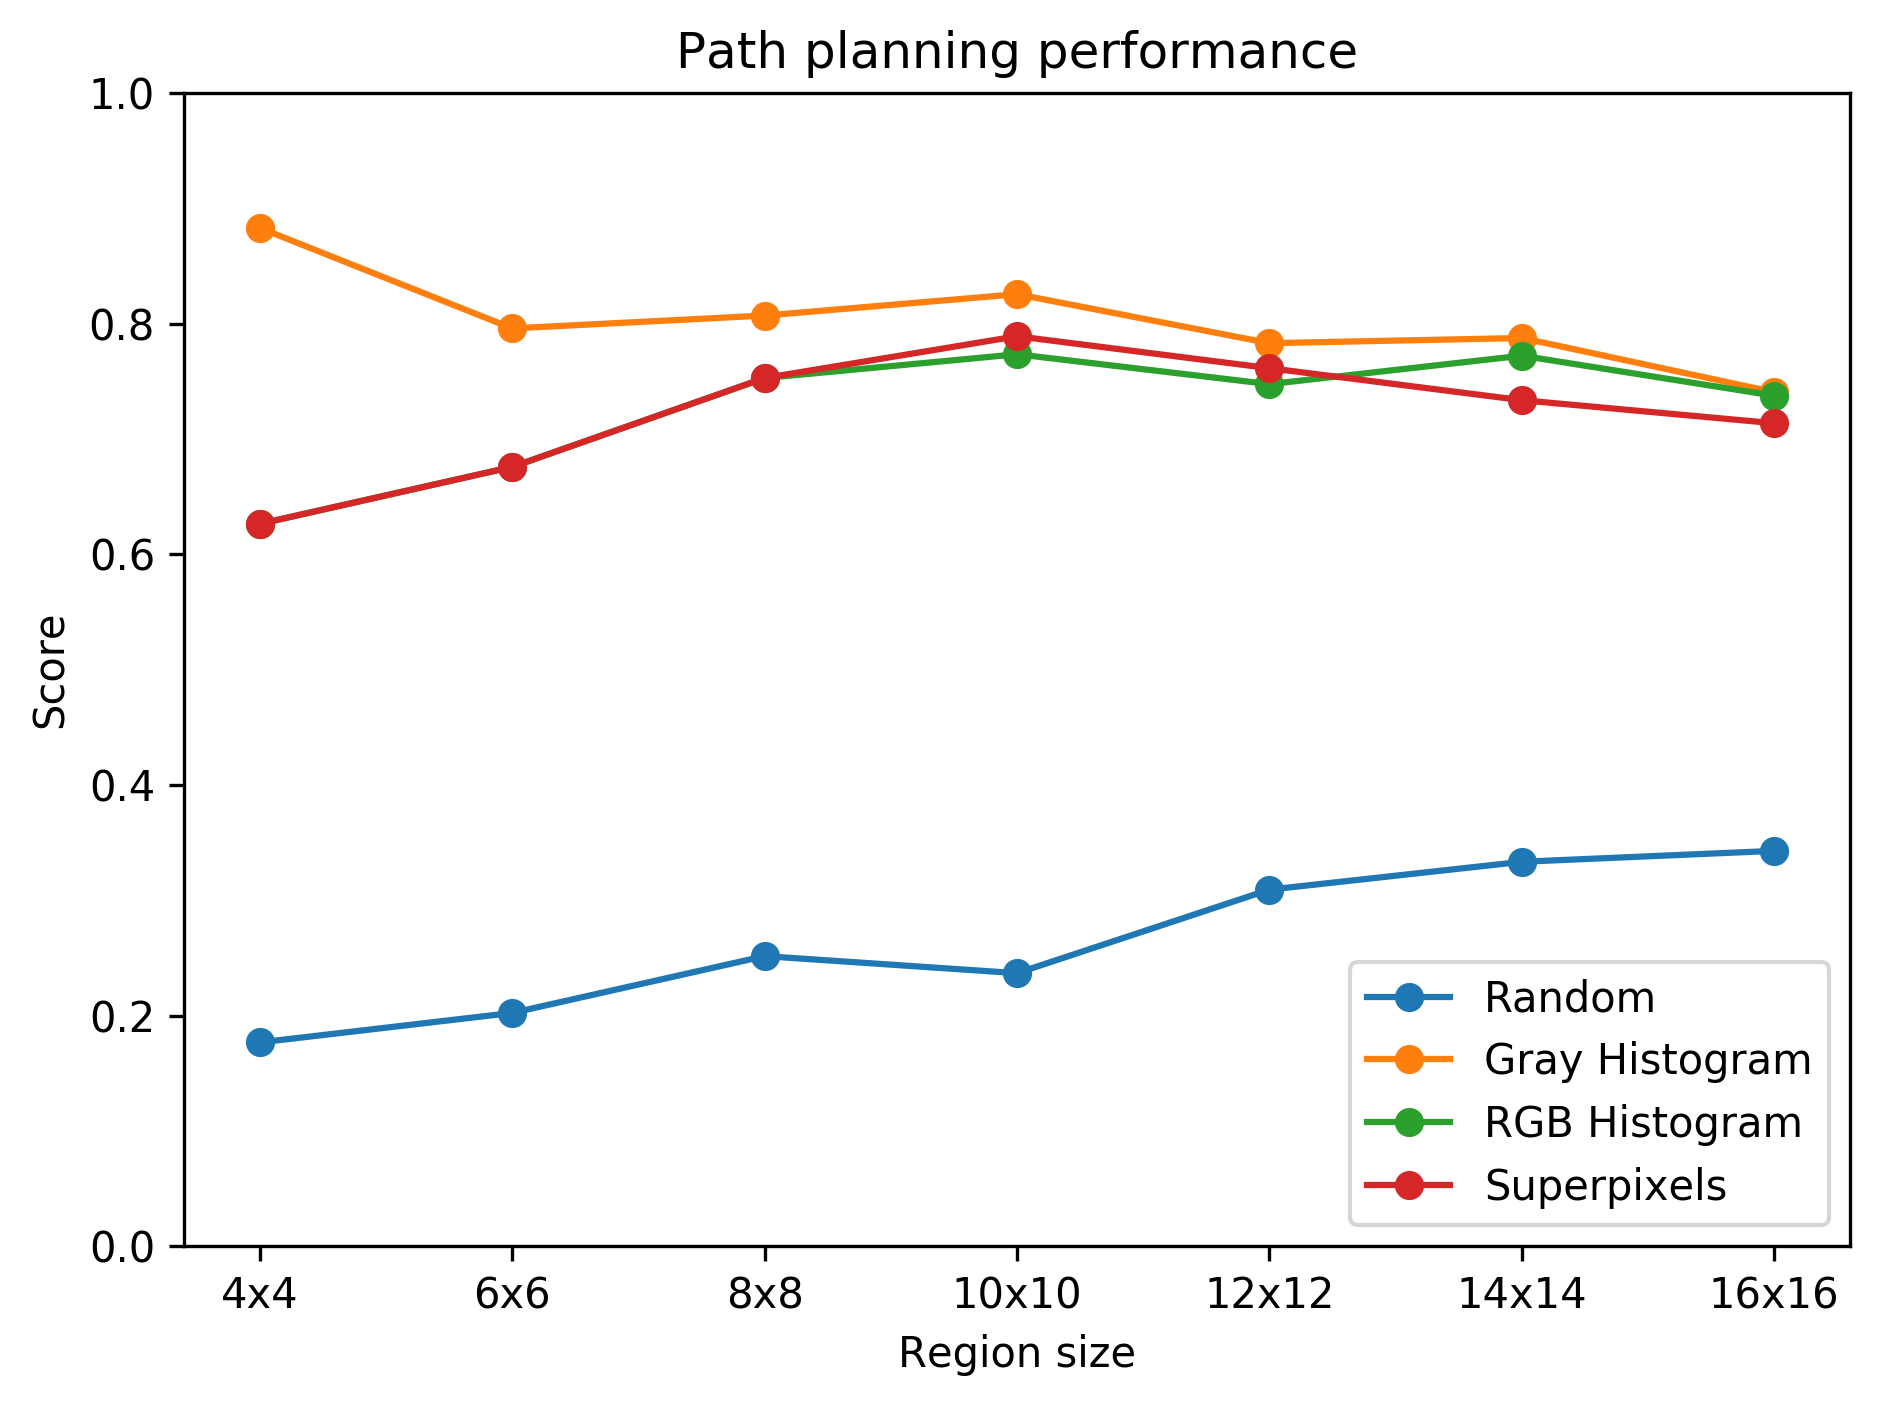 Path planning performance
1.0
0.8
0.6
0.4
0.2
0.0
Score
4x4
6x6
8x8
10x10
12x12
14x14
16x16
Region size
Random
Gray Histogram
RGB Histogram
Superpixels